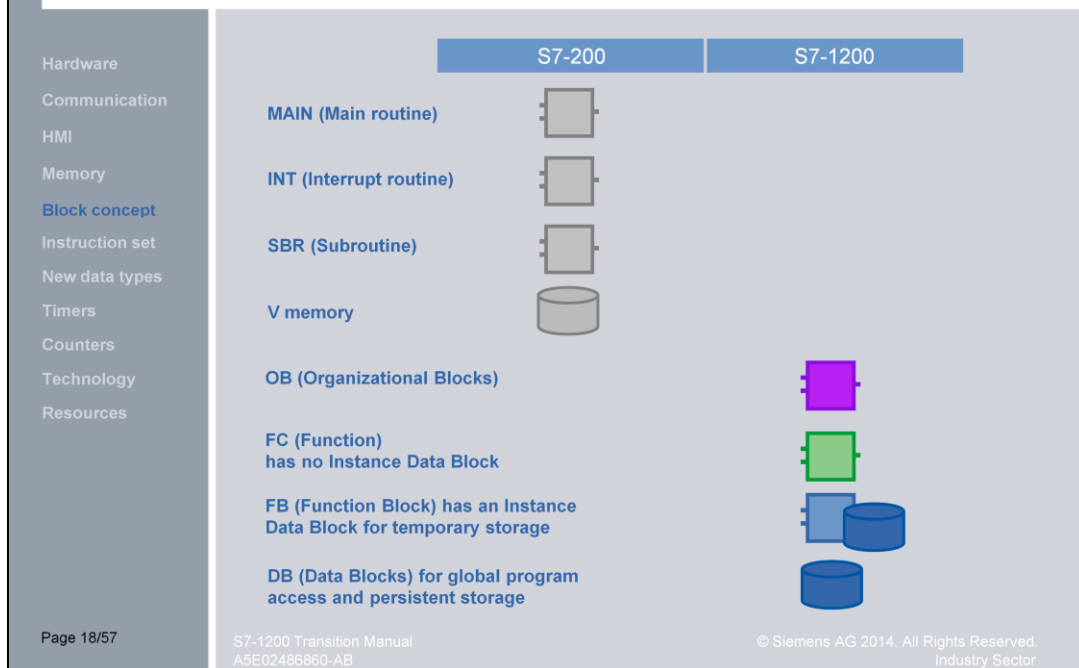 S7-200
S7-1200
Hardware
Communication
HMI
Memory
Block concept
Instruction set
New data types
Timers
Counters
Technology
Resources
MAIN (Main routine)
INT (Interrupt routine)
SBR (Subroutine)
V memory
OB (Organizational Blocks)
FC (Function)
has no Instance Data Block
FB (Function Block) has an Instance
Data Block for temporary storage
DB (Data Blocks) for global program
access and persistent storage
Page 18/57
S7-1200 Transition Manual
A5E02486860-AB
© Siemens AG 2014. All Rights Reserved.
Industry Sector